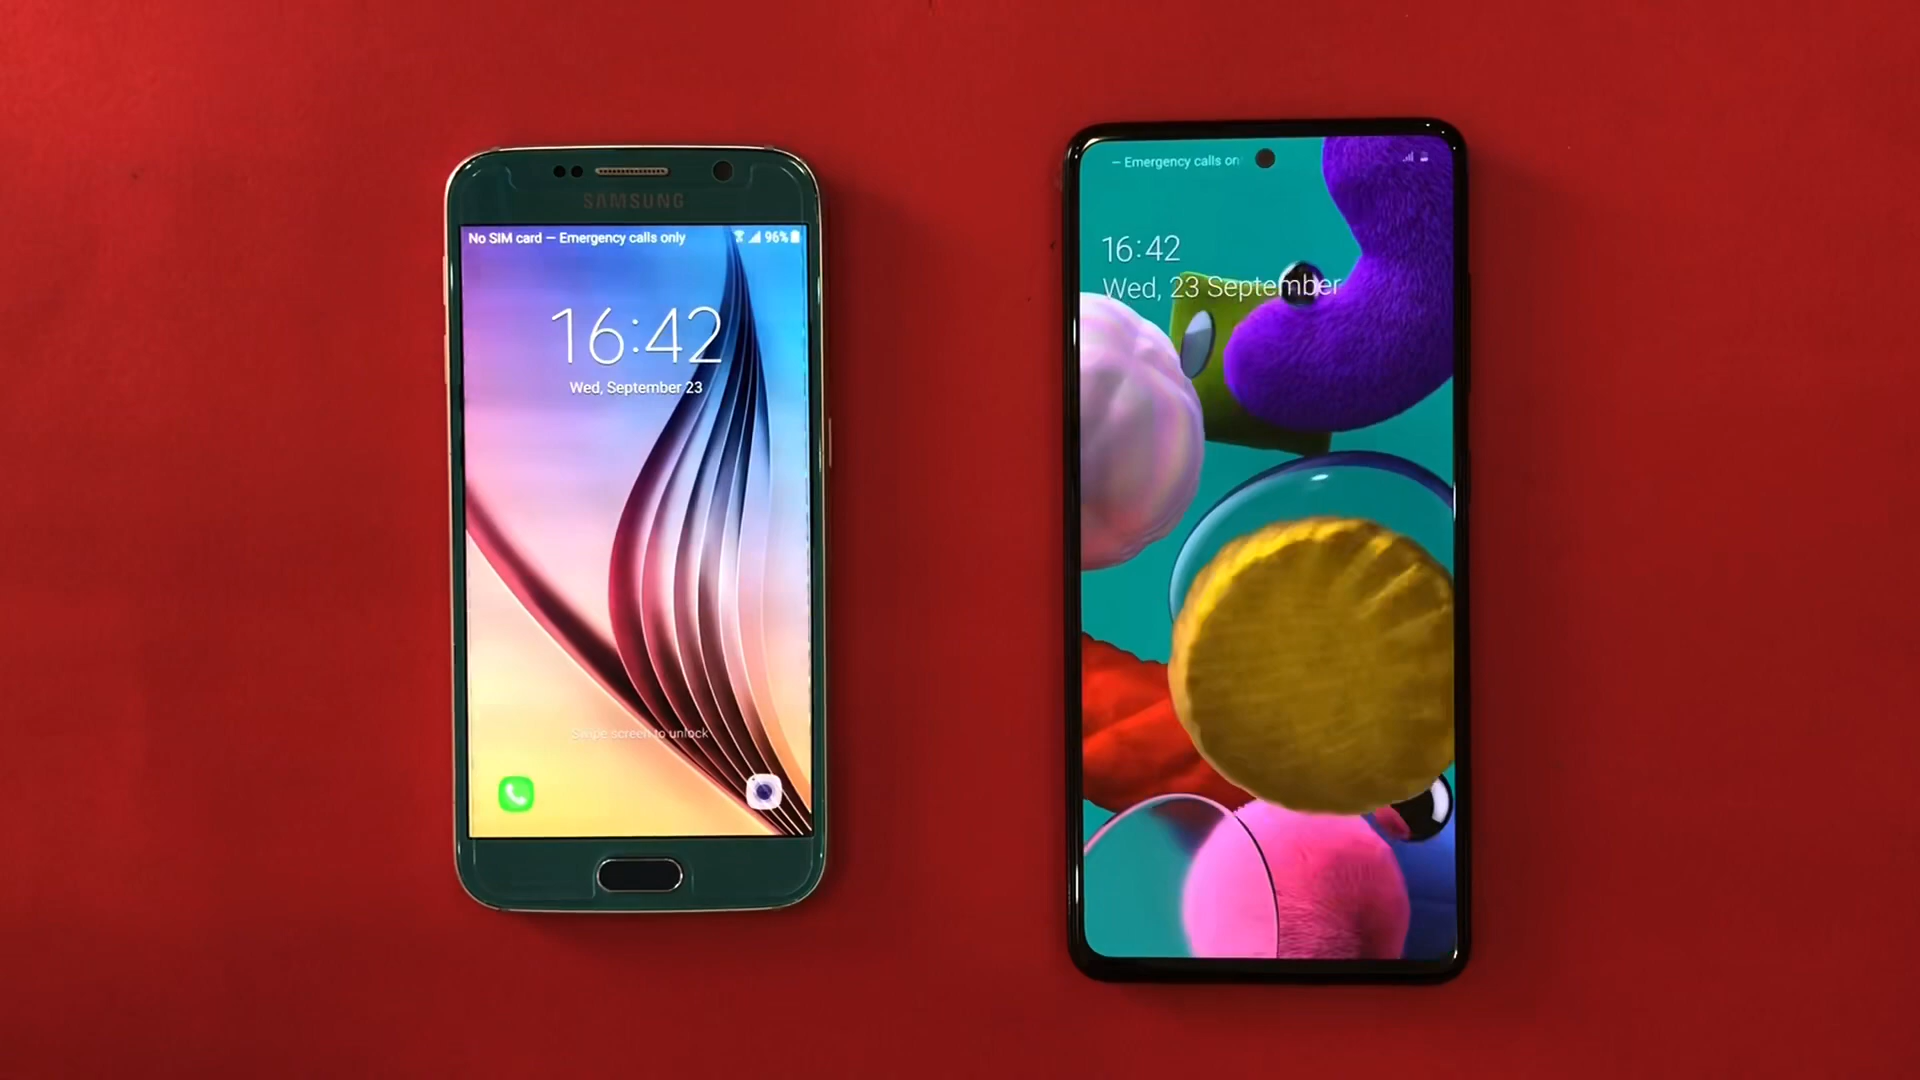 SAMSUNG
No SIM card — Emergency calls only
96%
16:42
Wed, September 23
Swipe screen to unlock
— Emergency calls on
16:42
Wed, 23 September